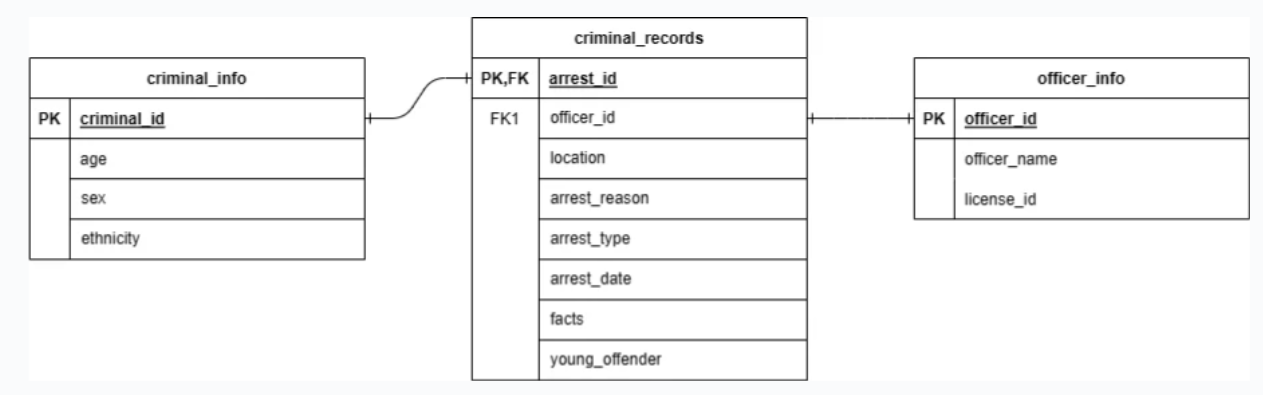 criminal_info
PK criminal_id
age
sex
ethnicity
criminal_records
PK,FK arrest_id
FK1 officer_id
location
arrest_reason
arrest_type
arrest_date
facts
young_offender
officer_info
PK officer_id
officer_name
license_id